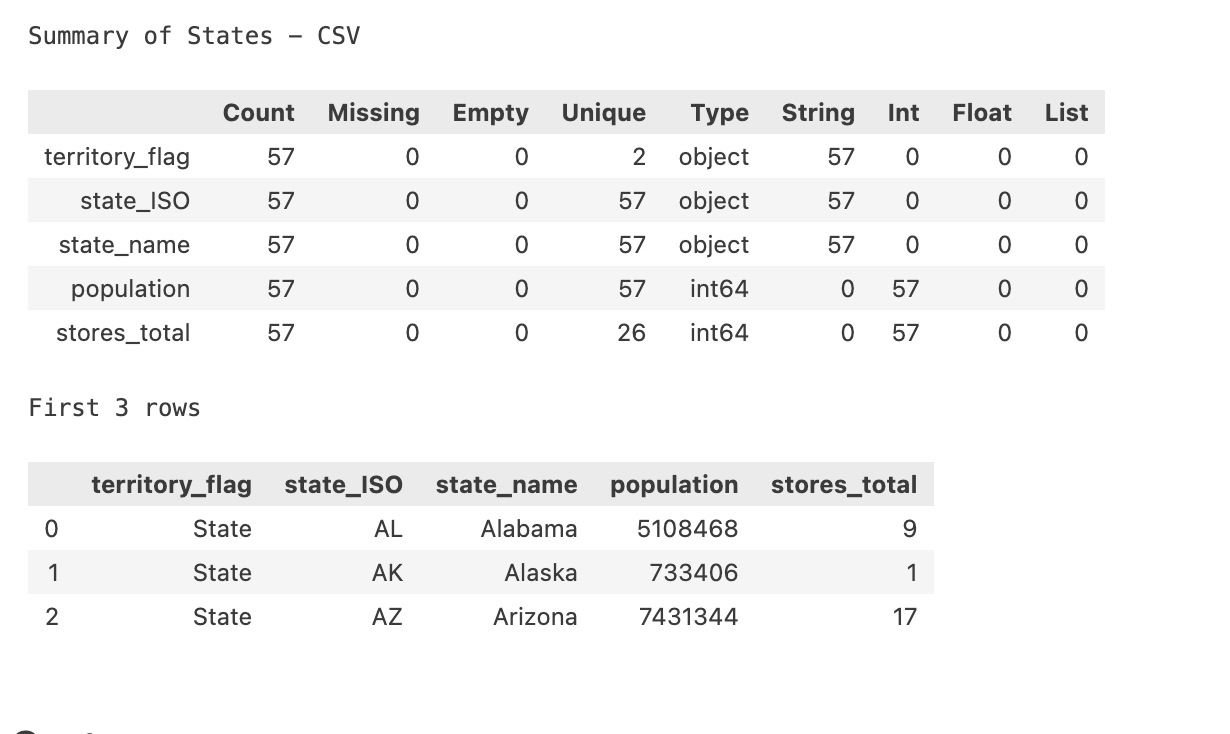 Summary of States – CSV
Count Missing Empty Unique Type String Int Float List
territory_flag 57 0 0 2 object 57 0 0 0
state_ISO 57 0 0 57 object 57 0 0 0
state_name 57 0 0 57 object 57 0 0 0
population 57 0 0 57 int64 0 57 0 0
stores_total 57 0 0 26 int64 0 57 0 0
First 3 rows
territory_flag state_ISO state_name population stores_total
0 State AL Alabama 5108468 9
1 State AK Alaska 733406 1
2 State AZ Arizona 7431344 17